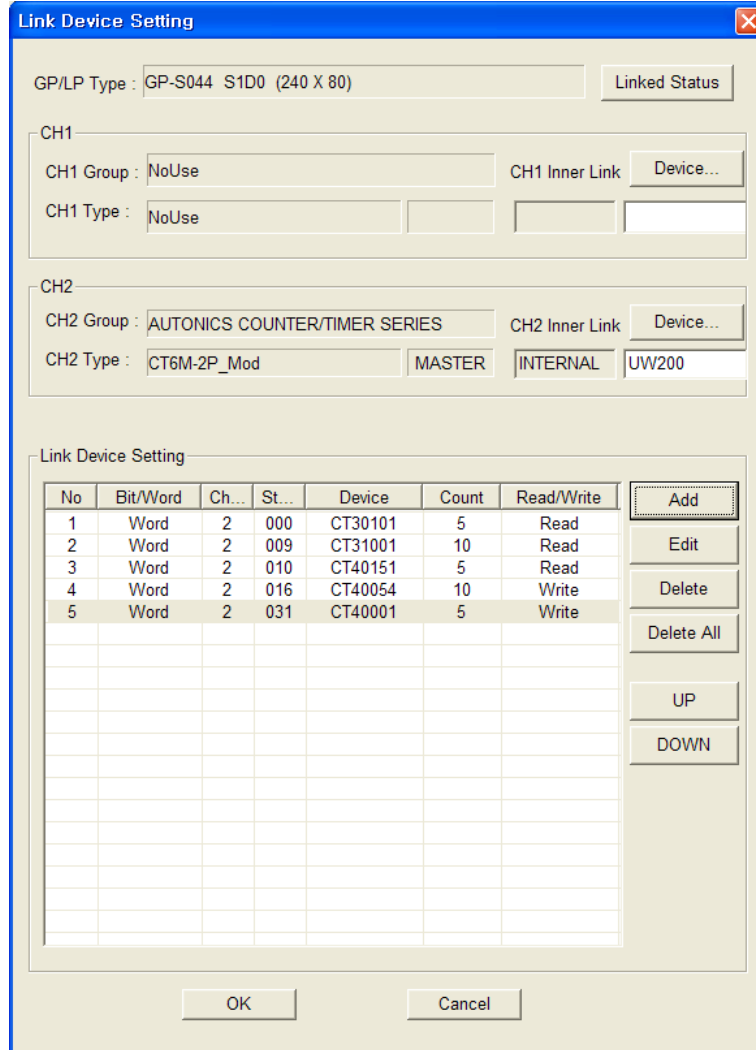 Link Device Setting
GP/LP Type : GP-S044 S1D0 (240 X 80) Linked Status
CH1
CH1 Group : NoUse CH1 Inner Link Device...
CH1 Type : NoUse
CH2
CH2 Group : AUTONICS COUNTER/TIMER SERIES CH2 Inner Link Device...
CH2 Type : CT6M-2P_Mod MASTER INTERNAL UW200
Link Device Setting
No Bit/Word Ch... St... Device Count Read/Write Add
1 Word 2 000 CT30101 5 Read
2 Word 2 009 CT31001 10 Read Edit
3 Word 2 010 CT40151 5 Read
4 Word 2 016 CT40054 10 Write Delete
5 Word 2 031 CT40001 5 Write
Delete All
UP
DOWN
OK Cancel